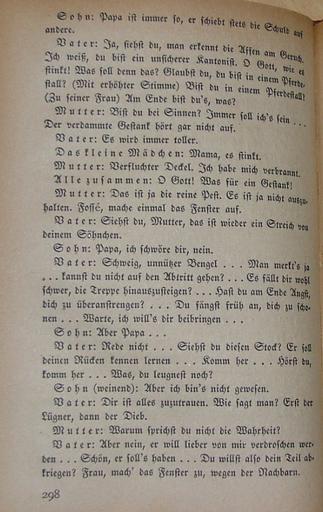 Sohn: Papa ist immer so, er schiebt stets die Schuld auf
andere.
Vater: Ja, siehst du, man erkennt die Affen am Geruch.
Ich weiß, du bist ein unsicherer Kantonist. O Gott, wie es
stinkt! Was soll denn das? Glaubst du, du bist in einem Pferde-
stall? (Mit erhöhter Stimme) Bist du in einem Pferdestall?
(Zu seiner Frau) Am Ende bist du's, was?
Mutter: Bist du bei Sinnen? Immer soll ich's sein ...
Der verdammte Gestank hört gar nicht auf.
Vater: Es wird immer toller.
Das kleine Mädchen: Mama, es stinkt.
Mutter: Verfluchter Deckel. Ich habe mich verbrannt.
Alle zusammen: O Gott! Was für ein Gestank!
Mutter: Das ist ja die reine Pest. Es ist ja nicht auszu-
halten. Fossé, mache einmal das Fenster auf.
Vater: Siehst du, Mutter, das ist wieder ein Streich von
deinem Söhnchen.
Sohn: Papa, ich schwöre dir, nein.
Vater: Schweig, unnützer Bengel ... Man merkt's ja
... kannst du nicht auf den Abtritt gehen? ... Es fällt dir wohl
schwer, die Treppe hinauszusteigen? ... Hast du am Ende Angst,
dich zu überanstrengen? ... Du fängst früh an, dich zu scho-
nen ... Warte, ich will's dir beibringen ...
Sohn: Aber Papa ...
Vater: Rede nicht ... Siehst du diesen Stock? Er soll
deinen Rücken kennen lernen ... Komm her ... Hörst du,
komm her ... Was, du leugnest noch?
Sohn (weinend): Aber ich bin's nicht gewesen.
Vater: Dir ist alles zuzutrauen. Wie sagt man? Erst der
Lügner, dann der Dieb.
Mutter: Warum sprichst du nicht die Wahrheit?
Vater: Aber nein, er will lieber von mir verdroschen wer-
den ... Schön, er soll's haben ... Du willst also dein Teil ab-
kriegen? Frau, mach' das Fenster zu, wegen der Nachbarn.
298